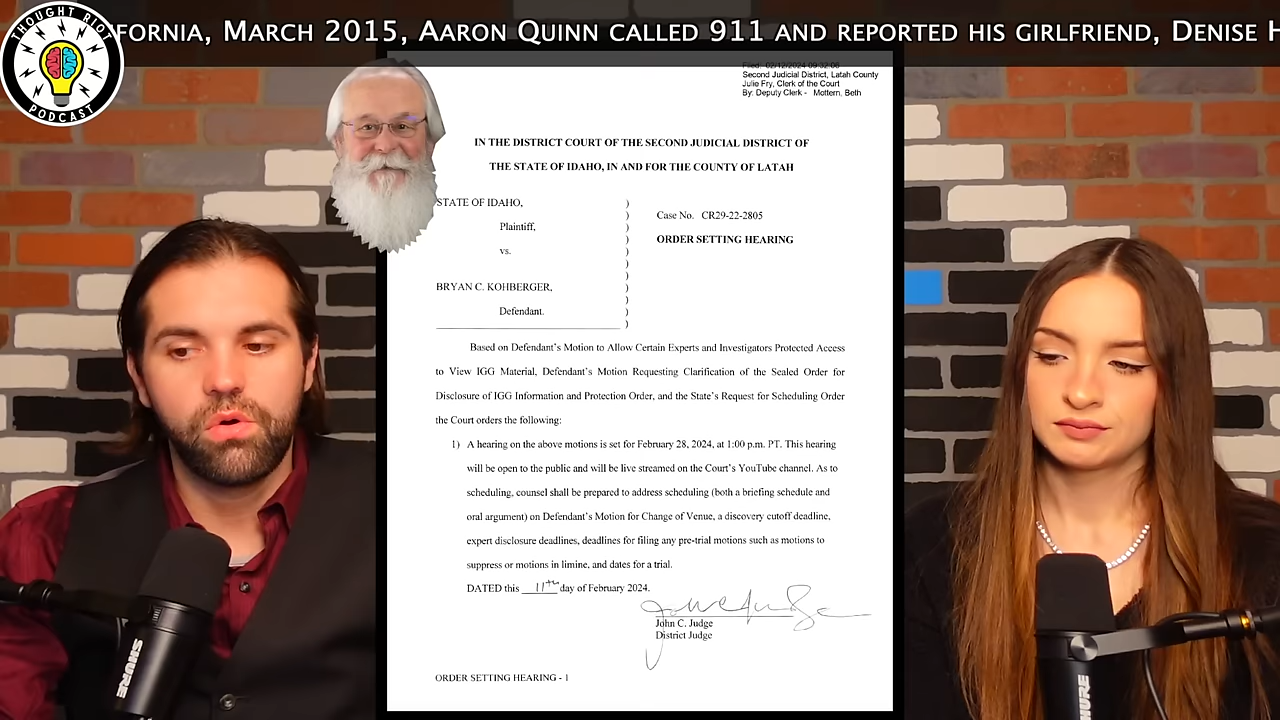 FORNIA, MARCH 2015, AARON QUINN CALLED 911 AND REPORTED HIS GIRLFRIEND, DENISE H
THOUGHT RIOT
PODCAST
Filed: 02/12/2024 09:32:06
Second Judicial District, Latah County
Julie Fry, Clerk of the Court
By: Deputy Clerk - Mottern, Beth
IN THE DISTRICT COURT OF THE SECOND JUDICIAL DISTRICT OF
THE STATE OF IDAHO, IN AND FOR THE COUNTY OF LATAH
STATE OF IDAHO,
Plaintiff,
vs.
BRYAN C. KOHBERGER,
Defendant.
Case No. CR29-22-2805
ORDER SETTING HEARING
Based on Defendant's Motion to Allow Certain Experts and Investigators Protected Access
to View IGG Material, Defendant's Motion Requesting Clarification of the Sealed Order for
Disclosure of IGG Information and Protection Order, and the State's Request for Scheduling Order
the Court orders the following:
1) A hearing on the above motions is set for February 28, 2024, at 1:00 p.m. PT. This hearing
will be open to the public and will be live streamed on the Court's YouTube channel. As to
scheduling, counsel shall be prepared to address scheduling (both a briefing schedule and
oral argument) on Defendant's Motion for Change of Venue, a discovery cutoff deadline,
expert disclosure deadlines, deadlines for filing any pre-trial motions such as motions to
suppress or motions in limine, and dates for a trial.
DATED this 11th day of February 2024.
John C. Judge
District Judge
ORDER SETTING HEARING - 1
SHURE
SHURE